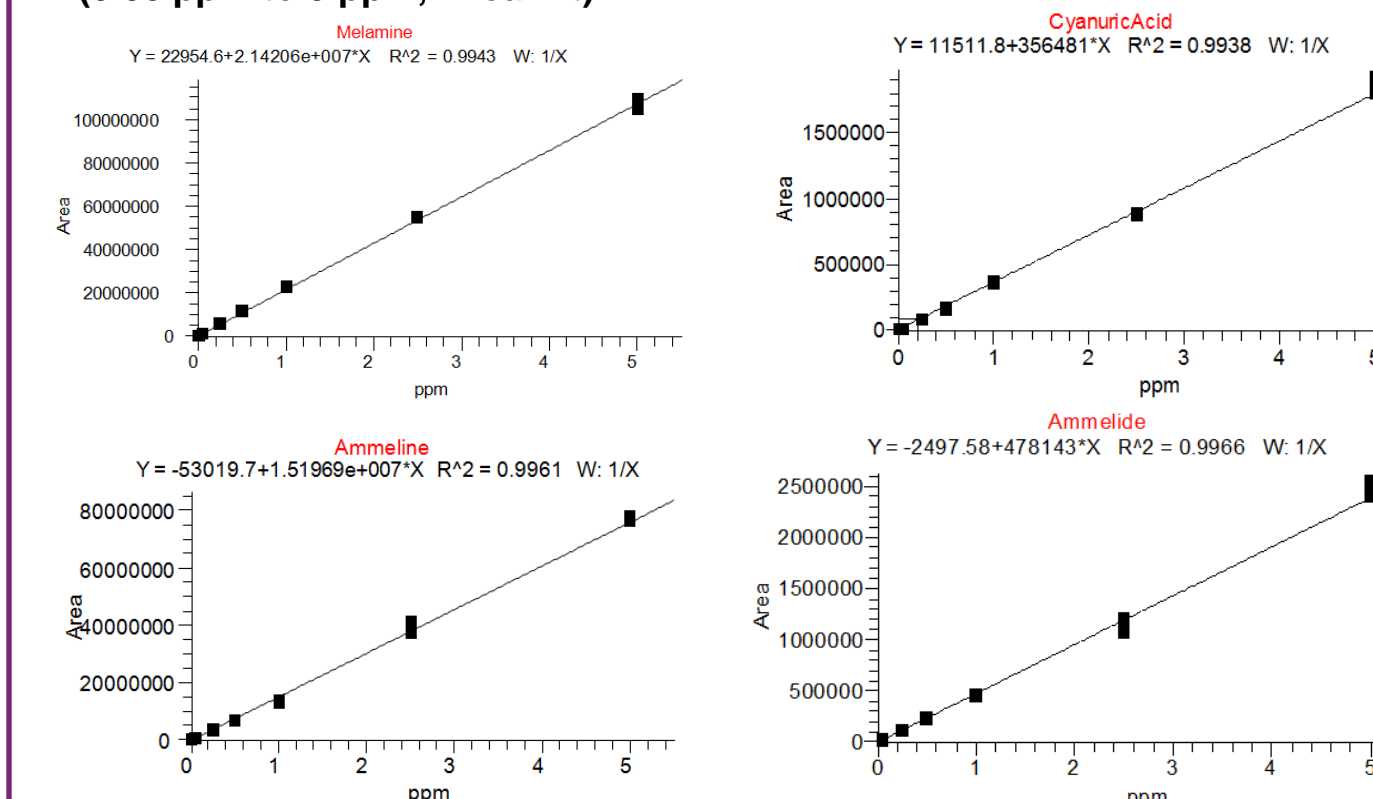 Melamine
Y = 22954.6+2.14206e+007*X R^2 = 0.9943 W: 1/X
Area
100000000
80000000
60000000
40000000
20000000
0
0 1 2 3 4 5
ppm
CyanuricAcid
Y = 11511.8+356481*X R^2 = 0.9938 W: 1/X
Area
1500000
1000000
500000
0
0 1 2 3 4 5
ppm
Ammeline
Y = -53019.7+1.51969e+007*X R^2 = 0.9961 W: 1/X
Area
80000000
60000000
40000000
20000000
0
0 1 2 3 4 5
ppm
Ammelide
Y = -2497.58+478143*X R^2 = 0.9966 W: 1/X
Area
2500000
2000000
1500000
1000000
500000
0
0 1 2 3 4 5
ppm